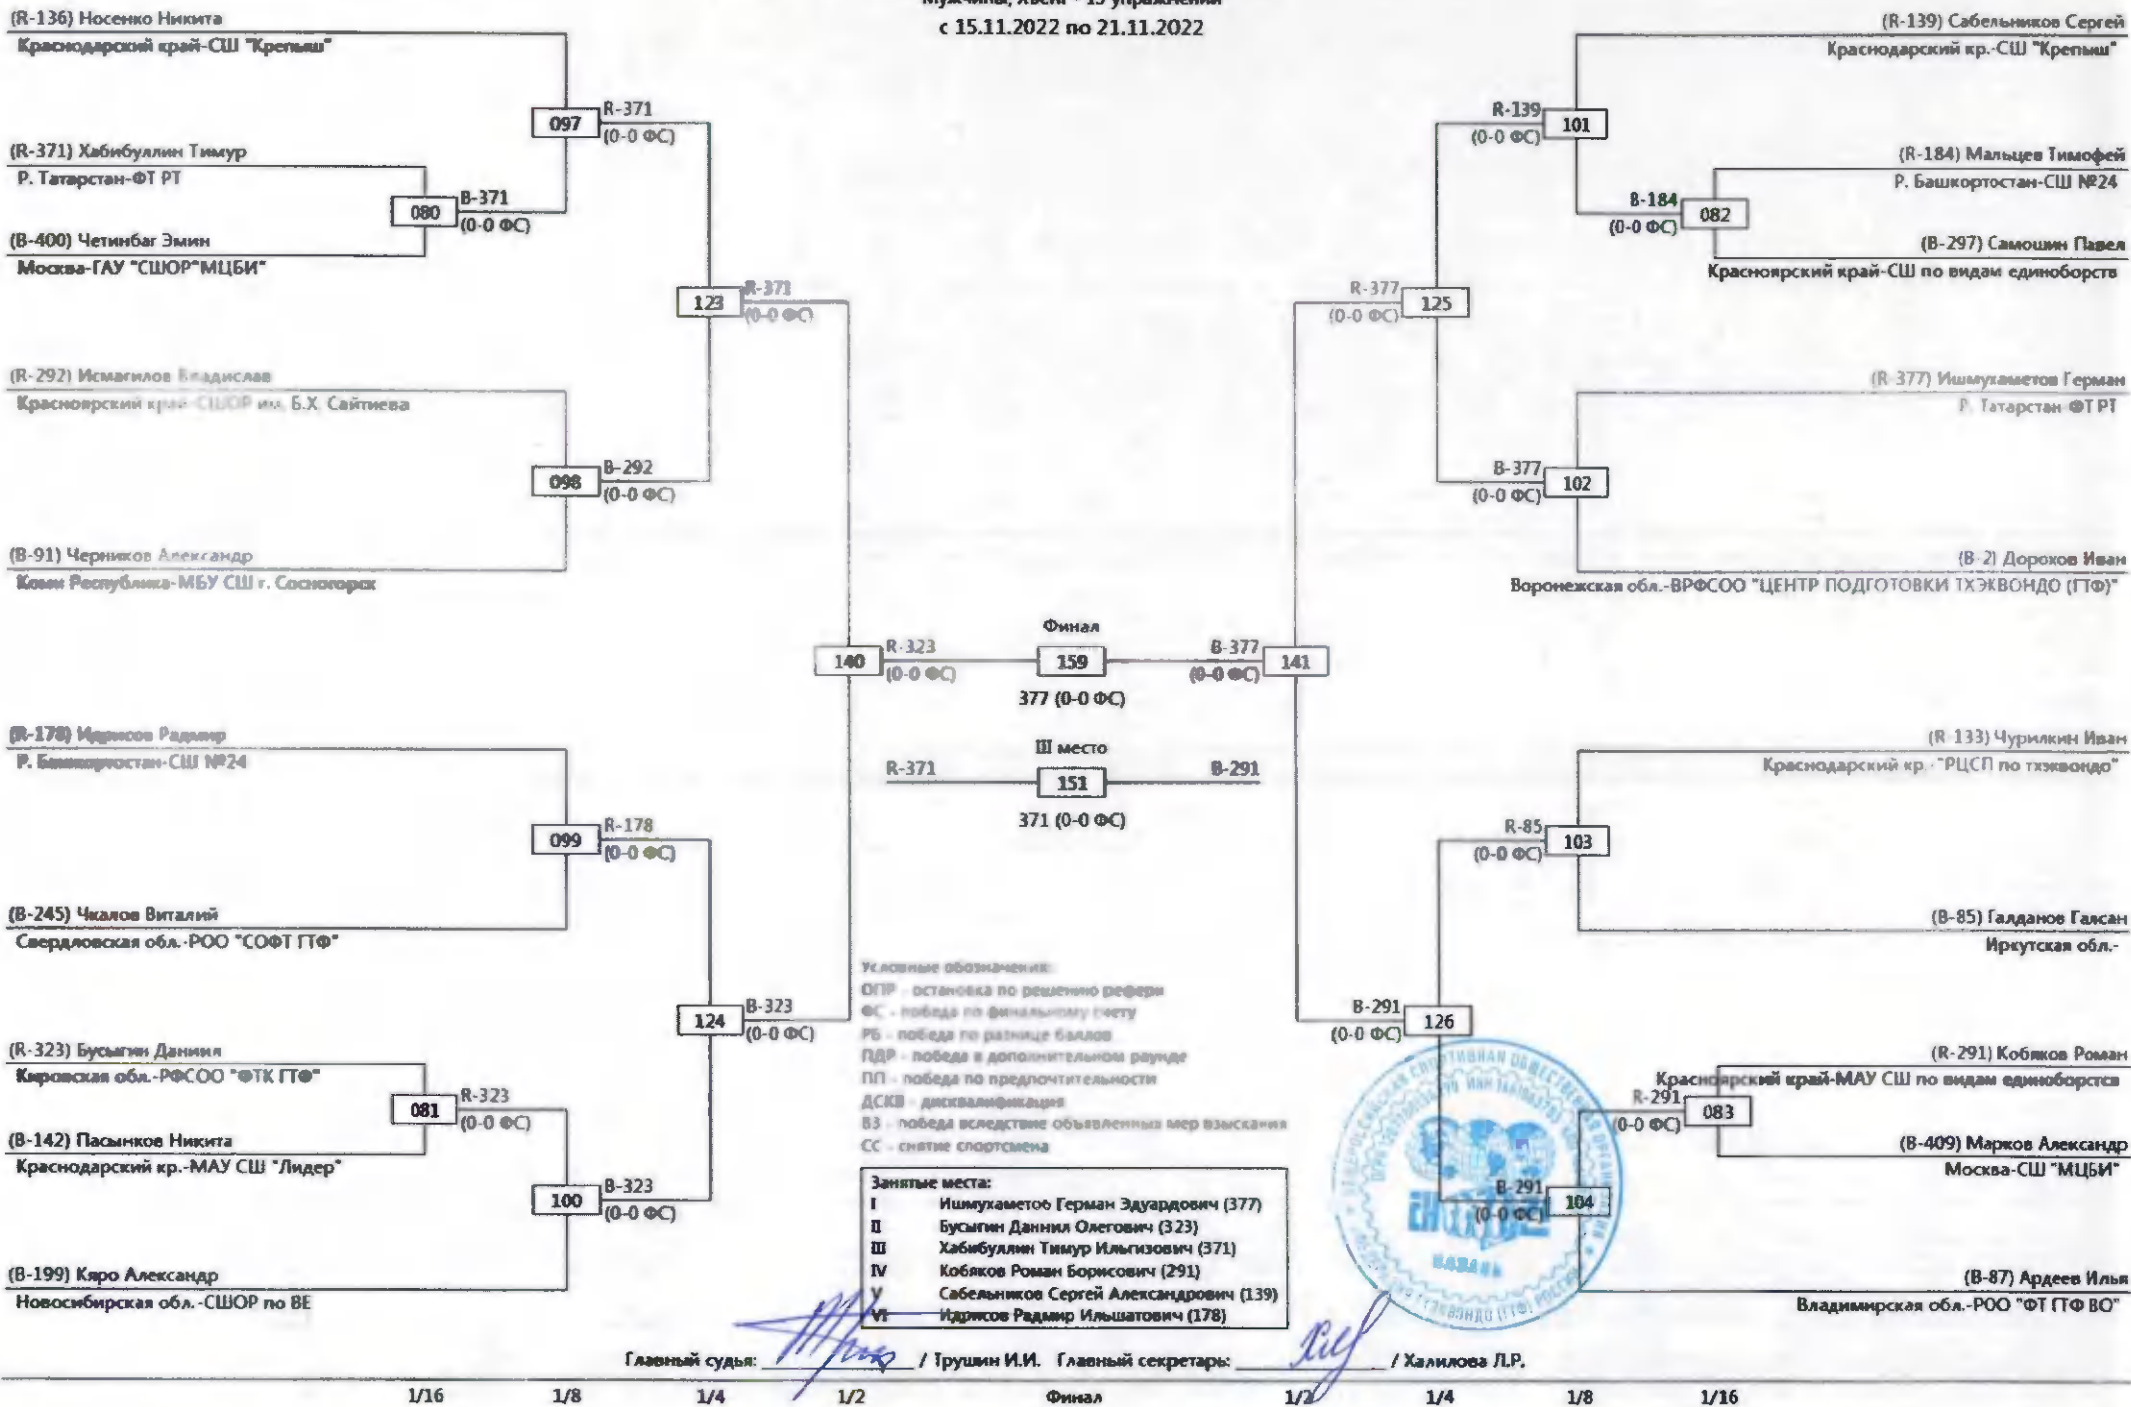 с 15.11.2022 по 21.11.2022
(R-136) Носенко Никита
Краснодарский край-СШ "Крепыш"
097
R-371
(0-0 ФС)
(R-371) Хабибуллин Тимур
Р. Татарстан-ФТ РТ
080
B-371
(0-0 ФС)
(B-400) Четинбаг Эмин
Москва-ГАУ "СШОР"МЦБИ"
123
R-371
(0-0 ФС)
(R-292) Исмагилов Владислав
Красноярский край-СШОР им. Б.Х. Сайтиева
098
B-292
(0-0 ФС)
(B-91) Черников Александр
Коми Республика-МБУ СШ г. Сосногорск
140
R-323
(0-0 ФС)
(R-178) Идрисов Радмир
Р. Башкортостан-СШ №24
099
R-178
(0-0 ФС)
(B-245) Чкалов Виталий
Свердловская обл.-РОО "СОФТ ГТФ"
124
B-323
(0-0 ФС)
(R-323) Бусыгин Даниил
Кировская обл.-РФСОО "ФТК ГТФ"
081
R-323
(0-0 ФС)
(B-142) Пасынков Никита
Краснодарский кр.-МАУ СШ "Лидер"
100
B-323
(0-0 ФС)
(B-199) Кяро Александр
Новосибирская обл.-СШОР по ВЕ
Финал
159
377 (0-0 ФС)
III место
R-371
151
B-291
371 (0-0 ФС)
(R-139) Сабельников Сергей
Краснодарский кр.-СШ "Крепыш"
R-139
(0-0 ФС)
101
(R-184) Мальцев Тимофей
Р. Башкортостан-СШ №24
B-184
(0-0 ФС)
082
(B-297) Самошин Павел
Красноярский край-СШ по видам единоборств
R-377
(0-0 ФС)
125
(R-377) Ишмухаметов Герман
Р. Татарстан-ФТ РТ
B-377
(0-0 ФС)
102
(B-2) Дорохов Иван
Воронежская обл.-ВРФСОО "ЦЕНТР ПОДГОТОВКИ ТХЭКВОНДО (ГТФ)"
B-377
(0-0 ФС)
141
(R-133) Чурилкин Иван
Краснодарский кр.-"РЦСП по тхэквондо"
R-85
(0-0 ФС)
103
(B-85) Галданов Галсан
Иркутская обл.-
B-291
(0-0 ФС)
126
(R-291) Кобяков Роман
Красноярский край-МАУ СШ по видам единоборств
R-291
(0-0 ФС)
083
(B-409) Марков Александр
Москва-СШ "МЦБИ"
B-291
(0-0 ФС)
104
(B-87) Ардеев Илья
Владимирская обл.-РОО "ФТ ГТФ ВО"
Условные обозначения:
ОПР - остановка по решению рефери
ФС - победа по финальному счету
РБ - победа по разнице баллов
ПДР - победа в дополнительном раунде
ПП - победа по предпочтительности
ДСКВ - дисквалификация
ВЗ - победа вследствие объявленных мер взыскания
СС - снятие спортсмена
Занятые места:
I Ишмухаметов Герман Эдуардович (377)
II Бусыгин Даниил Олегович (323)
III Хабибуллин Тимур Ильгизович (371)
IV Кобяков Роман Борисович (291)
V Сабельников Сергей Александрович (139)
VI Идрисов Радмир Ильшатович (178)
КАЗАНЬ
Главный судья: / Трушин И.И. Главный секретарь: / Халилова Л.Р.
1/16 1/8 1/4 1/2 Финал 1/2 1/4 1/8 1/16